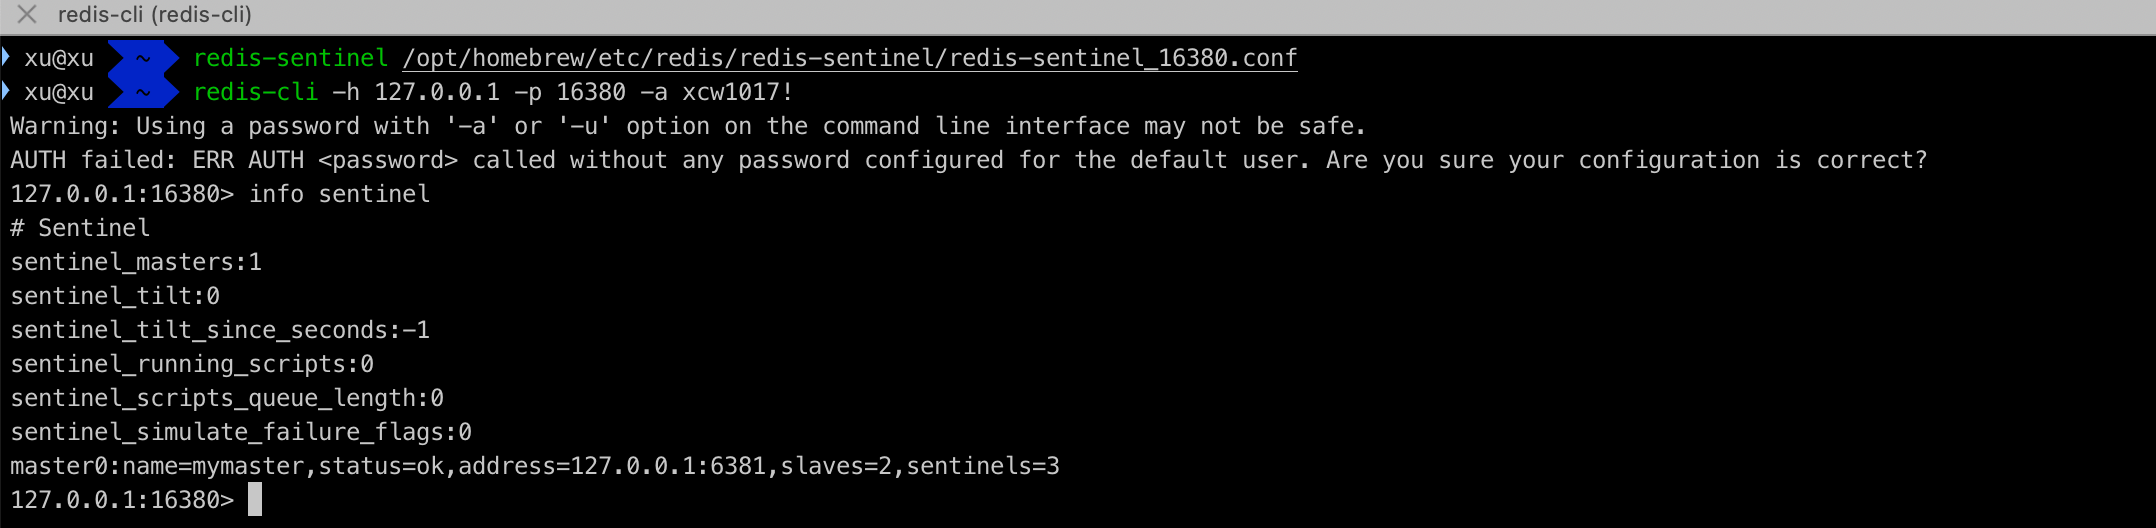 redis-cli (redis-cli)
xu@xu ~ redis-sentinel /opt/homebrew/etc/redis/redis-sentinel/redis-sentinel_16380.conf
xu@xu ~ redis-cli -h 127.0.0.1 -p 16380 -a xcw1017!
Warning: Using a password with '-a' or '-u' option on the command line interface may not be safe.
AUTH failed: ERR AUTH <password> called without any password configured for the default user. Are you sure your configuration is correct?
127.0.0.1:16380> info sentinel
# Sentinel
sentinel_masters:1
sentinel_tilt:0
sentinel_tilt_since_seconds:-1
sentinel_running_scripts:0
sentinel_scripts_queue_length:0
sentinel_simulate_failure_flags:0
master0:name=mymaster,status=ok,address=127.0.0.1:6381,slaves=2,sentinels=3
127.0.0.1:16380>